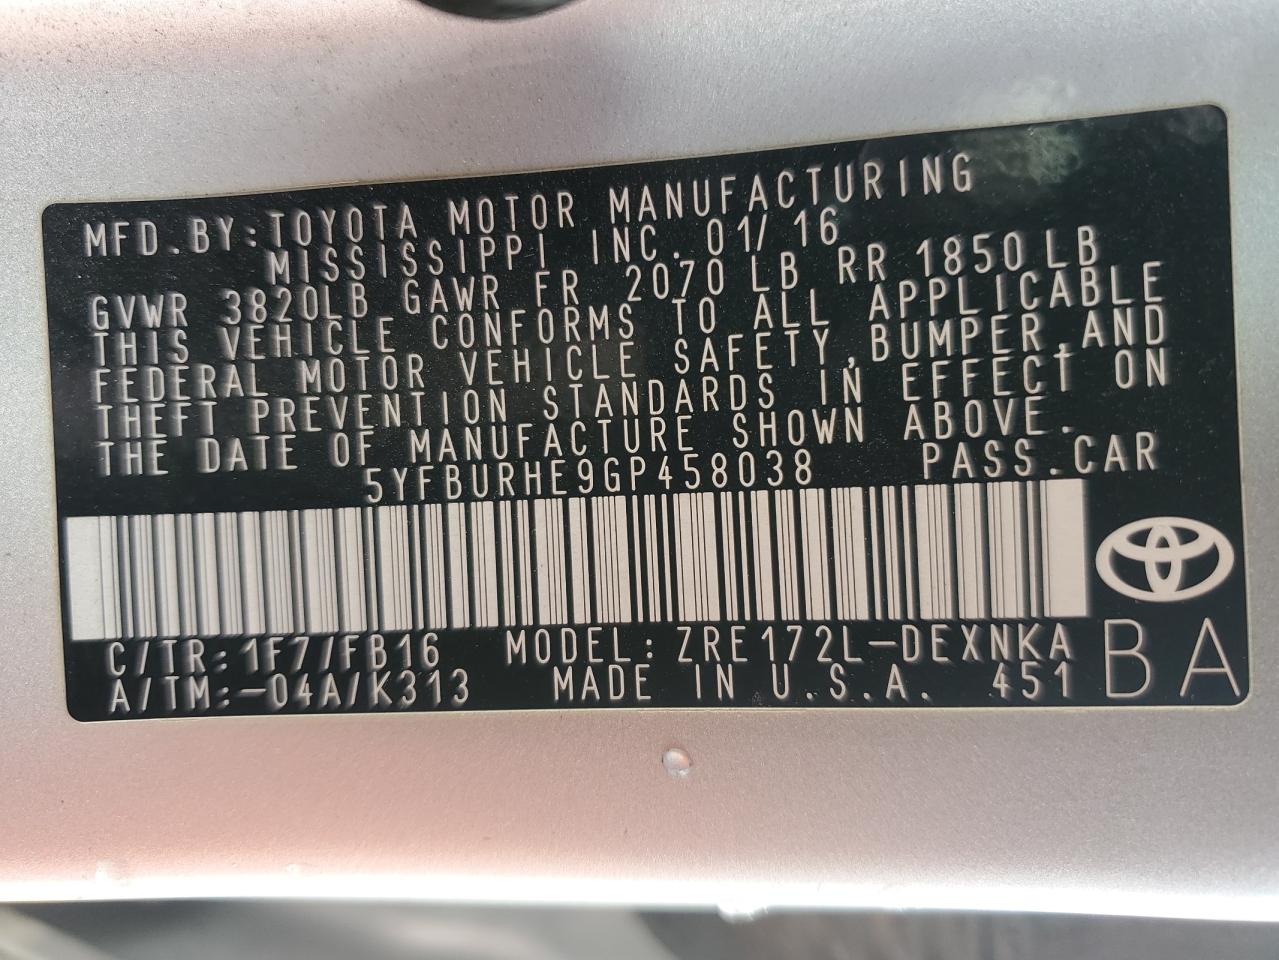 MFD.BY:TOYOTA MOTOR MANUFACTURING
MISSISSIPPI INC. 01/16
GVWR 3820LB GAWR FR 2070 LB RR 1850 LB
THIS VEHICLE CONFORMS TO ALL APPLICABLE
FEDERAL MOTOR VEHICLE SAFETY,BUMPER,AND
THEFT PREVENTION STANDARDS IN EFFECT ON
THE DATE OF MANUFACTURE SHOWN ABOVE.
5YFBURHE9GP458038 PASS.CAR
C/TR:1F7/FB16 MODEL:ZRE172L-DEXNKA
A/TM:-04A/K313 MADE IN U.S.A. 451
BA